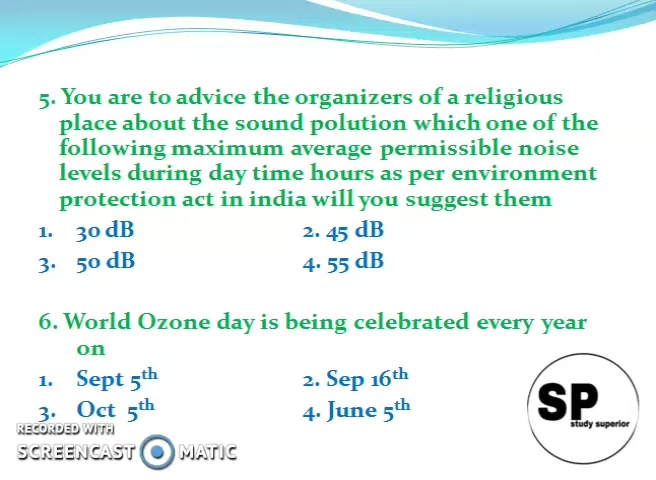 5. You are to advice the organizers of a religious
place about the sound polution which one of the
following maximum average permissible noise
levels during day time hours as per environment
protection act in india will you suggest them
1. 30 dB 2. 45 dB
3. 50 dB 4. 55 dB
6. World Ozone day is being celebrated every year
on
1. Sept 5th 2. Sep 16th
3. Oct 5th 4. June 5th
SP
study superior
RECORDED WITH
SCREENCAST MATIC